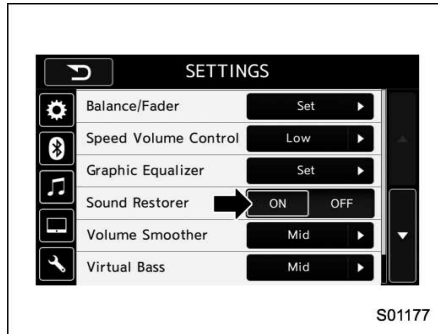 SETTINGS
Balance/Fader Set
Speed Volume Control Low
Graphic Equalizer Set
Sound Restorer ON OFF
Volume Smoother Mid
Virtual Bass Mid
S01177